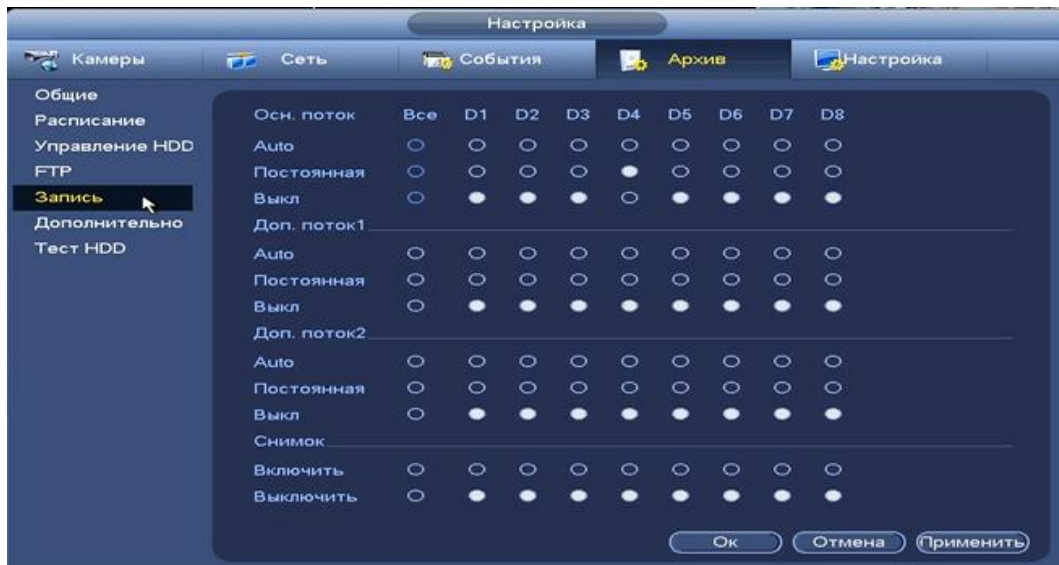 Настройка
Камеры Сеть События Архив Настройка
Общие
Расписание
Управление HDD
FTP
Запись
Дополнительно
Тест HDD
Осн. поток Все D1 D2 D3 D4 D5 D6 D7 D8
Auto
Постоянная
Выкл
Доп. поток1
Auto
Постоянная
Выкл
Доп. поток2
Auto
Постоянная
Выкл
Снимок
Включить
Выключить
Ок Отмена Применить